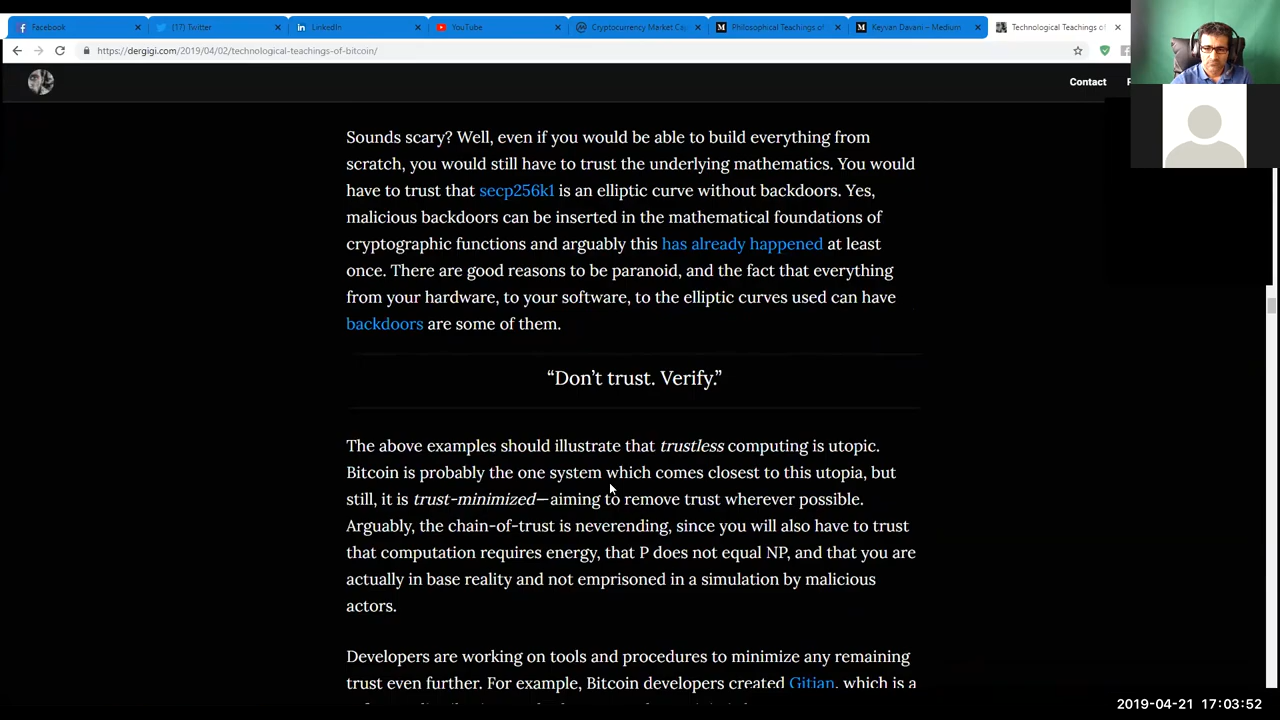 Facebook
(17) Twitter
LinkedIn
YouTube
Cryptocurrency Market Ca
Philosophical Teachings of
Keyvan Davani – Medium
Technological Teachings o
https://dergigi.com/2019/04/02/technological-teachings-of-bitcoin/
Contact
Sounds scary? Well, even if you would be able to build everything from
scratch, you would still have to trust the underlying mathematics. You would
have to trust that secp256k1 is an elliptic curve without backdoors. Yes,
malicious backdoors can be inserted in the mathematical foundations of
cryptographic functions and arguably this has already happened at least
once. There are good reasons to be paranoid, and the fact that everything
from your hardware, to your software, to the elliptic curves used can have
backdoors are some of them.
“Don’t trust. Verify.”
The above examples should illustrate that trustless computing is utopic.
Bitcoin is probably the one system which comes closest to this utopia, but
still, it is trust-minimized—aiming to remove trust wherever possible.
Arguably, the chain-of-trust is neverending, since you will also have to trust
that computation requires energy, that P does not equal NP, and that you are
actually in base reality and not emprisoned in a simulation by malicious
actors.
Developers are working on tools and procedures to minimize any remaining
trust even further. For example, Bitcoin developers created Gitian, which is a
2019-04-21 17:03:52